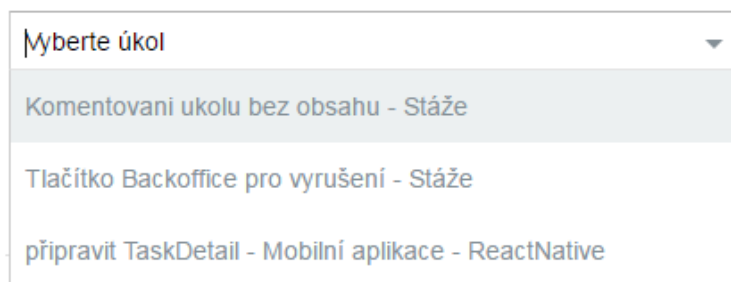 Vyberte úkol
Komentovani ukolu bez obsahu - Stáže
Tlačítko Backoffice pro vyrušení - Stáže
připravit TaskDetail - Mobilní aplikace - ReactNative